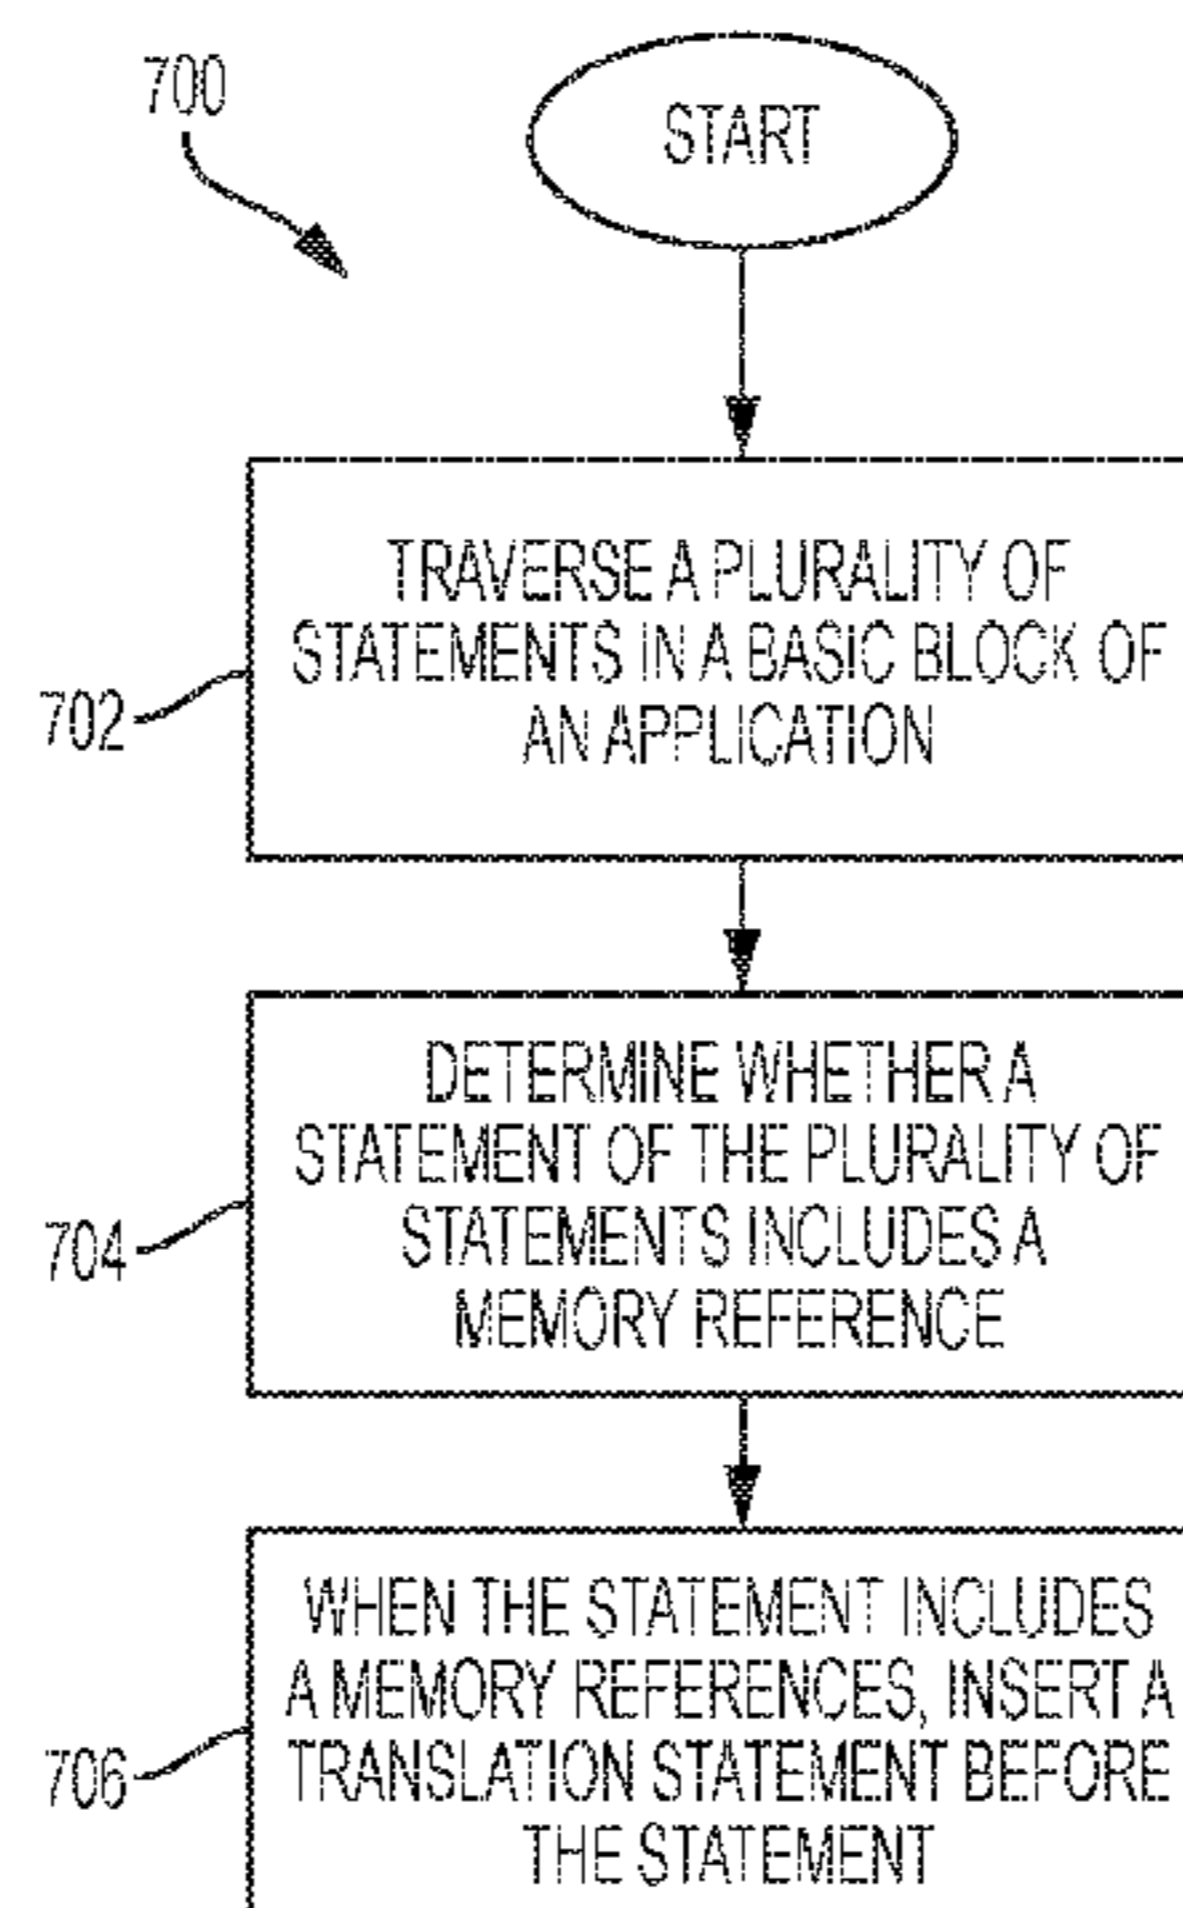 700
START
TRAVERSE A PLURALITY OF
STATEMENTS IN A BASIC BLOCK OF
AN APPLICATION
702
DETERMINE WHETHER A
STATEMENT OF THE PLURALITY OF
STATEMENTS INCLUDES A
MEMORY REFERENCE
704
WHEN THE STATEMENT INCLUDES
A MEMORY REFERENCES, INSERT A
TRANSLATION STATEMENT BEFORE
THE STATEMENT
706